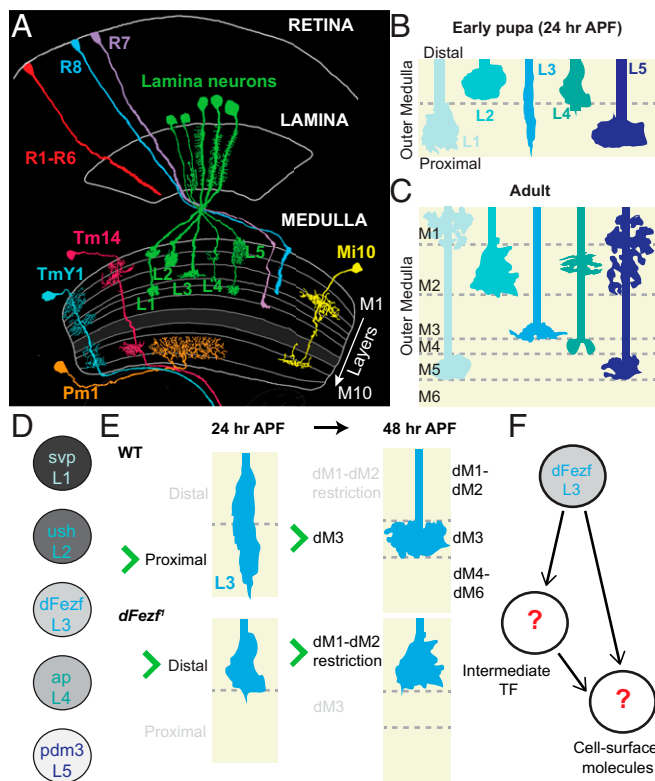 A
RETINA
R7
R8
Lamina neurons
LAMINA
R1-R6
MEDULLA
Tm14
L5
Mi10
TmY1
L2
L4
L3
L1
M1
Layers
Pm1
M10
B
Early pupa (24 hr APF)
Distal
L3
L5
Outer Medulla
L2
L4
L1
Proximal
C
Adult
M1
M2
Outer Medulla
M3
M4
M5
M6
D
svp
L1
ush
L2
dFezf
L3
ap
L4
pdm3
L5
E
24 hr APF
48 hr APF
WT
Distal
dM1-dM2
restriction
dM1-
dM2
Proximal
dM3
dM3
L3
dM4-
dM6
dFezf1
Distal
dM1-dM2
restriction
Proximal
dM3
F
dFezf
L3
?
Intermediate
TF
?
Cell-surface
molecules